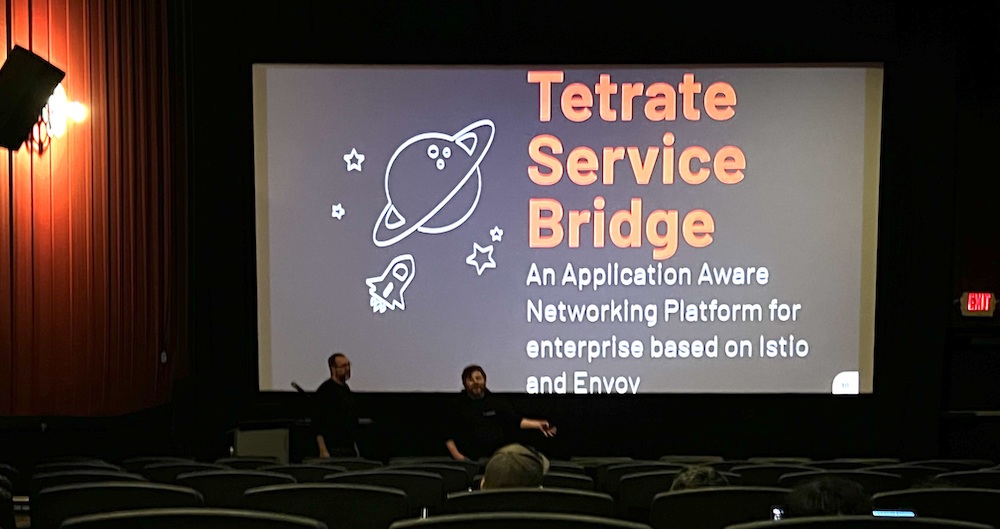 Tetrate
Service
Bridge
An Application Aware
Networking Platform for
enterprise based on Istio
and Envoy
EXIT